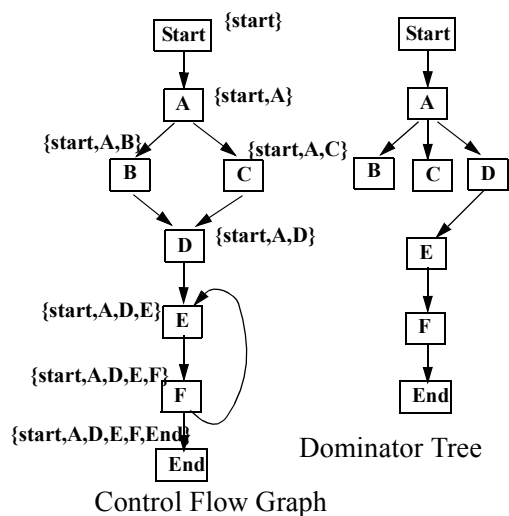 Start
{start}
A
{start,A}
{start,A,B}
{start,A,C}
B
C
D
{start,A,D}
{start,A,D,E}
E
{start,A,D,E,F}
F
{start,A,D,E,F,End}
End
Control Flow Graph
Start
A
B
C
D
E
F
End
Dominator Tree